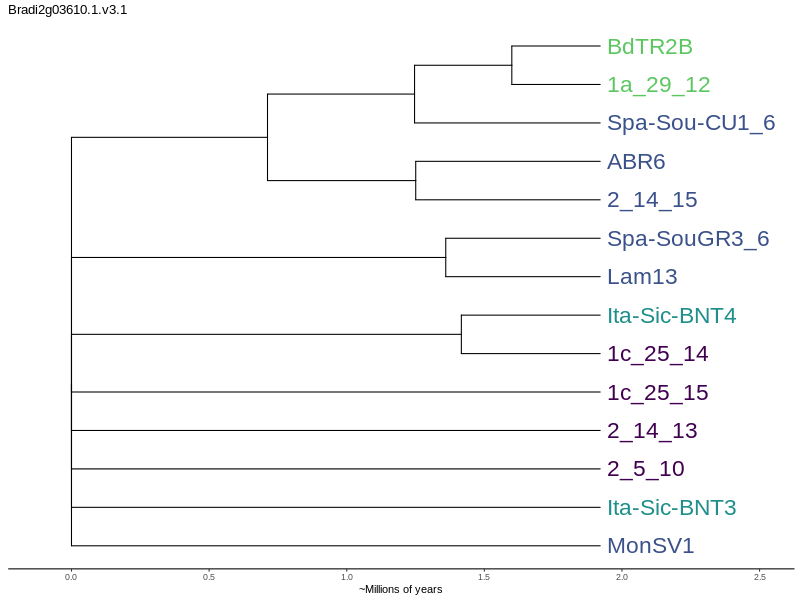 Bradi2g03610.1.v3.1
BdTR2B
1a_29_12
Spa-Sou-CU1_6
ABR6
2_14_15
Spa-SouGR3_6
Lam13
Ita-Sic-BNT4
1c_25_14
1c_25_15
2_14_13
2_5_10
Ita-Sic-BNT3
MonSV1
0.0 0.5 1.0 1.5 2.0 2.5
~Millions of years